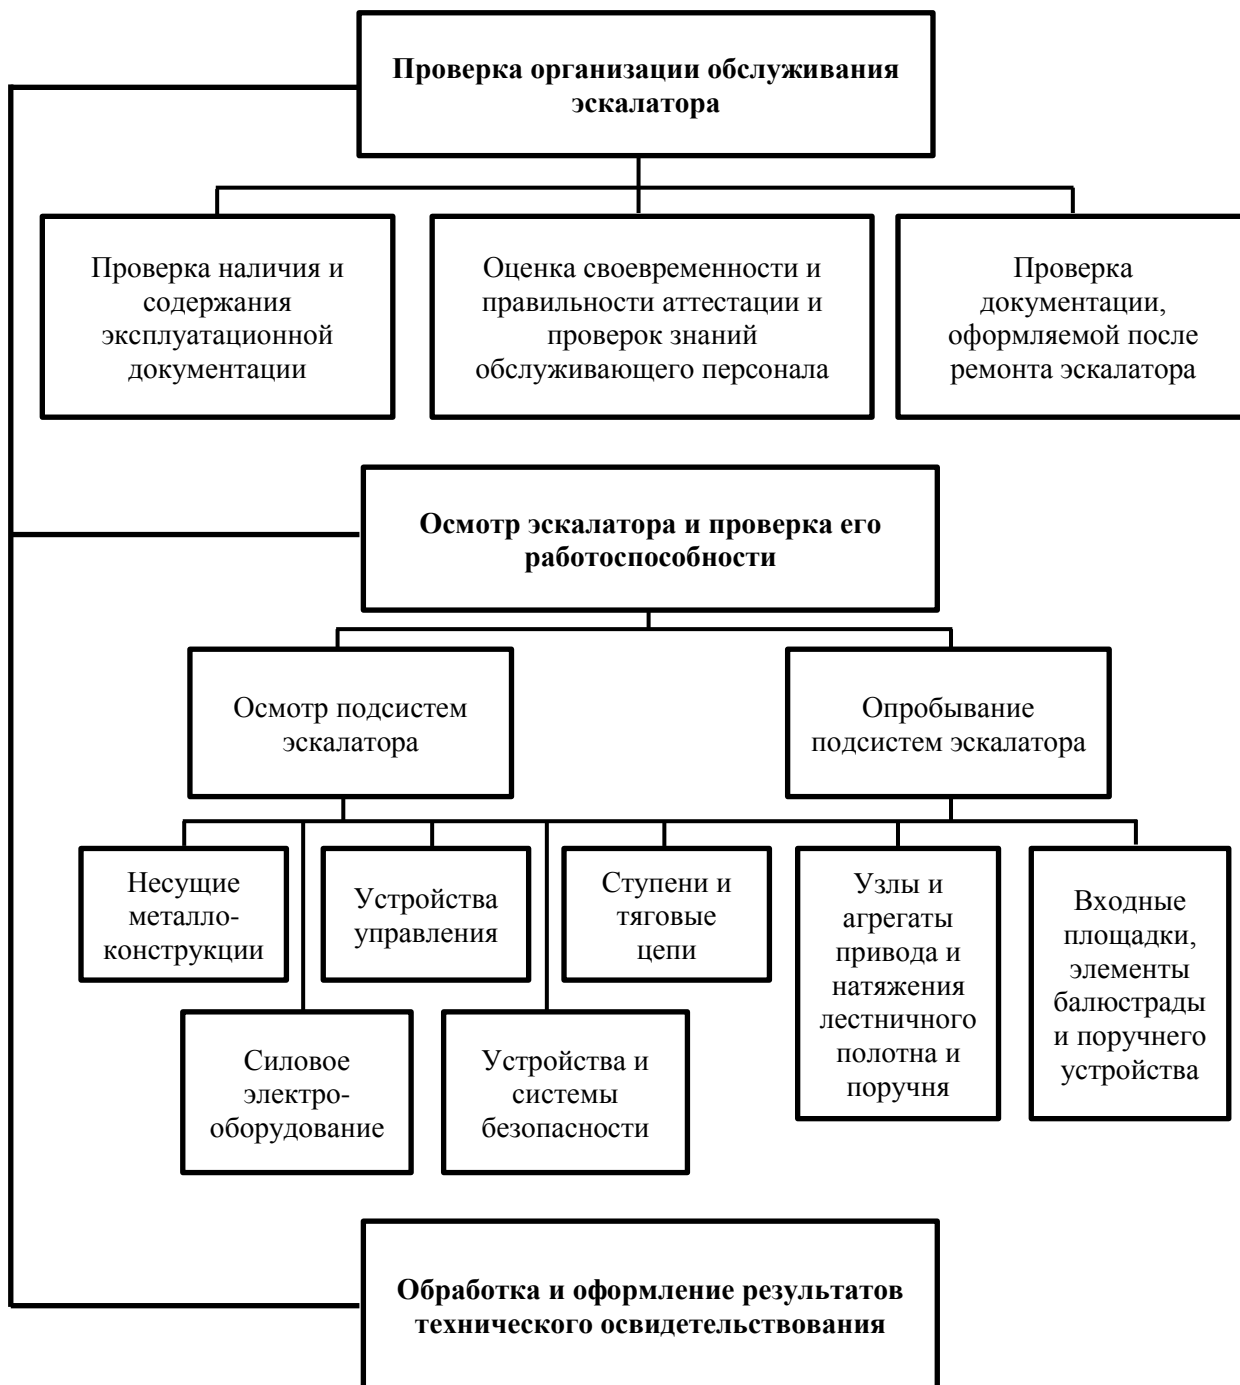 Проверка организации обслуживания
эскалатора
Проверка наличия и
содержания
эксплуатационной
документации
Оценка своевременности и
правильности аттестации и
проверок знаний
обслуживающего персонала
Проверка
документации,
оформляемой после
ремонта эскалатора
Осмотр эскалатора и проверка его
работоспособности
Осмотр подсистем
эскалатора
Опробывание
подсистем эскалатора
Несущие
металло-
конструкции
Устройства
управления
Ступени и
тяговые
цепи
Узлы и
агрегаты
привода и
натяжения
лестничного
полотна и
поручня
Входные
площадки,
элементы
балюстрады
и поручнего
устройства
Силовое
электро-
оборудование
Устройства и
системы
безопасности
Обработка и оформление результатов
технического освидетельствования